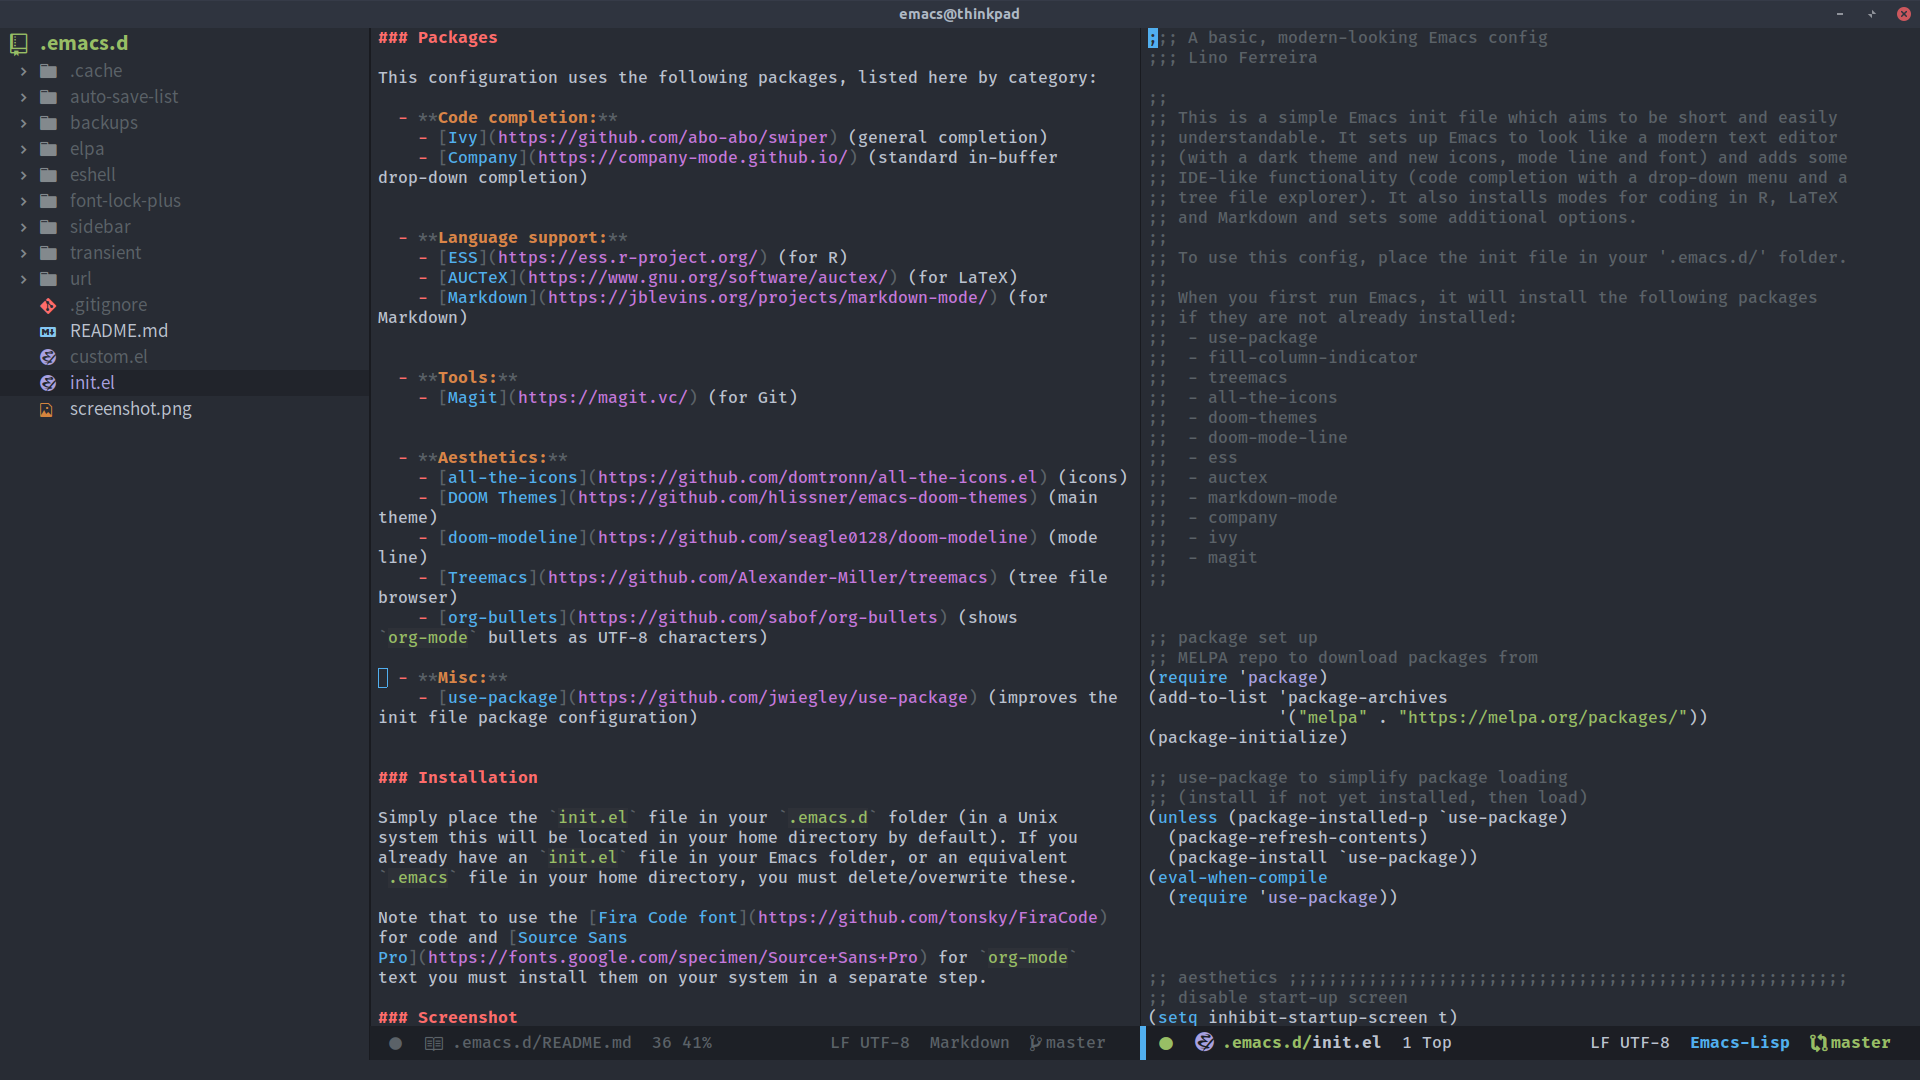 emacs@thinkpad
.emacs.d
.cache
auto-save-list
backups
elpa
eshell
font-lock-plus
sidebar
transient
url
.gitignore
README.md
custom.el
init.el
screenshot.png
### Packages
This configuration uses the following packages, listed here by category:
- **Code completion:**
- [Ivy](https://github.com/abo-abo/swiper) (general completion)
- [Company](https://company-mode.github.io/) (standard in-buffer
drop-down completion)
- **Language support:**
- [ESS](https://ess.r-project.org/) (for R)
- [AUCTeX](https://www.gnu.org/software/auctex/) (for LaTeX)
- [Markdown](https://jblevins.org/projects/markdown-mode/) (for
Markdown)
- **Tools:**
- [Magit](https://magit.vc/) (for Git)
- **Aesthetics:**
- [all-the-icons](https://github.com/domtronn/all-the-icons.el) (icons)
- [DOOM Themes](https://github.com/hlissner/emacs-doom-themes) (main
theme)
- [doom-modeline](https://github.com/seagle0128/doom-modeline) (mode
line)
- [Treemacs](https://github.com/Alexander-Miller/treemacs) (tree file
browser)
- [org-bullets](https://github.com/sabof/org-bullets) (shows
`org-mode` bullets as UTF-8 characters)
- **Misc:**
- [use-package](https://github.com/jwiegley/use-package) (improves the
init file package configuration)
### Installation
Simply place the `init.el` file in your `.emacs.d` folder (in a Unix
system this will be located in your home directory by default). If you
already have an `init.el` file in your Emacs folder, or an equivalent
`.emacs` file in your home directory, you must delete/overwrite these.
Note that to use the [Fira Code font](https://github.com/tonsky/FiraCode)
for code and [Source Sans
Pro](https://fonts.google.com/specimen/Source+Sans+Pro) for `org-mode`
text you must install them on your system in a separate step.
### Screenshot
.emacs.d/README.md 36 41% LF UTF-8 Markdown master
;;; A basic, modern-looking Emacs config
;;; Lino Ferreira
;;
;; This is a simple Emacs init file which aims to be short and easily
;; understandable. It sets up Emacs to look like a modern text editor
;; (with a dark theme and new icons, mode line and font) and adds some
;; IDE-like functionality (code completion with a drop-down menu and a
;; tree file explorer). It also installs modes for coding in R, LaTeX
;; and Markdown and sets some additional options.
;;
;; To use this config, place the init file in your '.emacs.d/' folder.
;;
;; When you first run Emacs, it will install the following packages
;; if they are not already installed:
;;  - use-package
;;  - fill-column-indicator
;;  - treemacs
;;  - all-the-icons
;;  - doom-themes
;;  - doom-mode-line
;;  - ess
;;  - auctex
;;  - markdown-mode
;;  - company
;;  - ivy
;;  - magit
;;
;; package set up
;; MELPA repo to download packages from
(require 'package)
(add-to-list 'package-archives
'("melpa" . "https://melpa.org/packages/"))
(package-initialize)
;; use-package to simplify package loading
;; (install if not yet installed, then load)
(unless (package-installed-p `use-package)
(package-refresh-contents)
(package-install `use-package))
(eval-when-compile
(require 'use-package))
;; aesthetics ;;;;;;;;;;;;;;;;;;;;;;;;;;;;;;;;;;;;;;;;;;;;;;;;;;;;;;;;
;; disable start-up screen
(setq inhibit-startup-screen t)
.emacs.d/init.el 1 Top LF UTF-8 Emacs-Lisp master